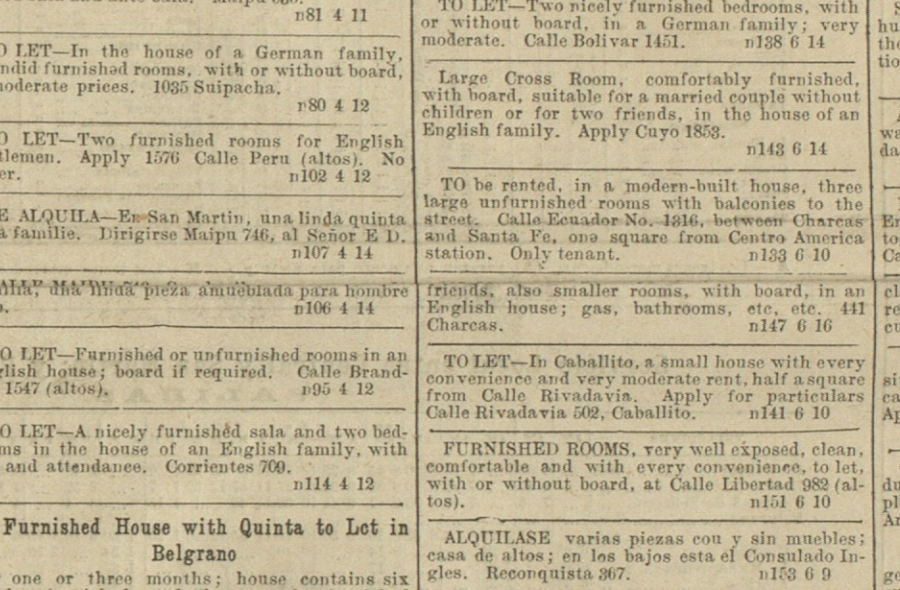 n81 4 11
O LET—In the house of a German family,
ndid furnished rooms, with or without board,
moderate prices. 1035 Suipacha.
n80 4 12
O LET—Two furnished rooms for English
tlemen. Apply 1576 Calle Peru (altos). No
er. n102 4 12
E ALQUILA—En San Martin, una linda quinta
a familie. Dirigirse Maipu 746, al Señor E D.
n107 4 14
una linda pieza amueblada para hombre
o. n106 4 14
O LET—Furnished or unfurnished rooms in an
glish house; board if required. Calle Brand-
1547 (altos). n95 4 12
O LET—A nicely furnished sala and two bed-
ms in the house of an English family, with
and attendance. Corrientes 709.
n114 4 12
Furnished House with Quinta to Let in
Belgrano
one or three months; house contains six
TO LET—Two nicely furnished bedrooms, with
or without board, in a German family; very
moderate. Calle Bolivar 1451. n138 6 14
Large Cross Room, comfortably furnished,
with board, suitable for a married couple without
children or for two friends, in the house of an
English family. Apply Cuyo 1853.
n143 6 14
TO be rented, in a modern-built house, three
large unfurnished rooms with balconies to the
street. Calle Ecuador No. 1316, between Charcas
and Santa Fe, one square from Centro America
station. Only tenant. n133 6 10
friends, also smaller rooms, with board, in an
English house; gas, bathrooms, etc, etc. 441
Charcas. n147 6 16
TO LET—In Caballito, a small house with every
convenience and very moderate rent, half a square
from Calle Rivadavia. Apply for particulars
Calle Rivadavia 502, Caballito. n141 6 10
FURNISHED ROOMS, very well exposed, clean,
comfortable and with every convenience, to let,
with or without board, at Calle Libertad 982 (al-
tos). n151 6 10
ALQUILASE varias piezas cou y sin muebles;
casa de altos; en los bajos esta el Consulado In-
gles. Reconquista 367. n153 6 9